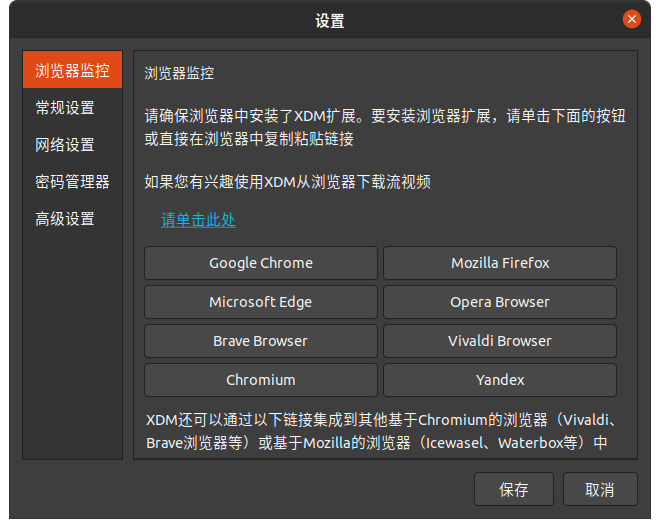 设置
浏览器监控
常规设置
网络设置
密码管理器
高级设置
浏览器监控
请确保浏览器中安装了XDM扩展。要安装浏览器扩展，请单击下面的按钮
或直接在浏览器中复制粘贴链接
如果您有兴趣使用XDM从浏览器下载流视频
请单击此处
Google Chrome
Mozilla Firefox
Microsoft Edge
Opera Browser
Brave Browser
Vivaldi Browser
Chromium
Yandex
XDM还可以通过以下链接集成到其他基于Chromium的浏览器（Vivaldi、
Brave浏览器等）或基于Mozilla的浏览器（Icewasel、Waterbox等）中
保存
取消